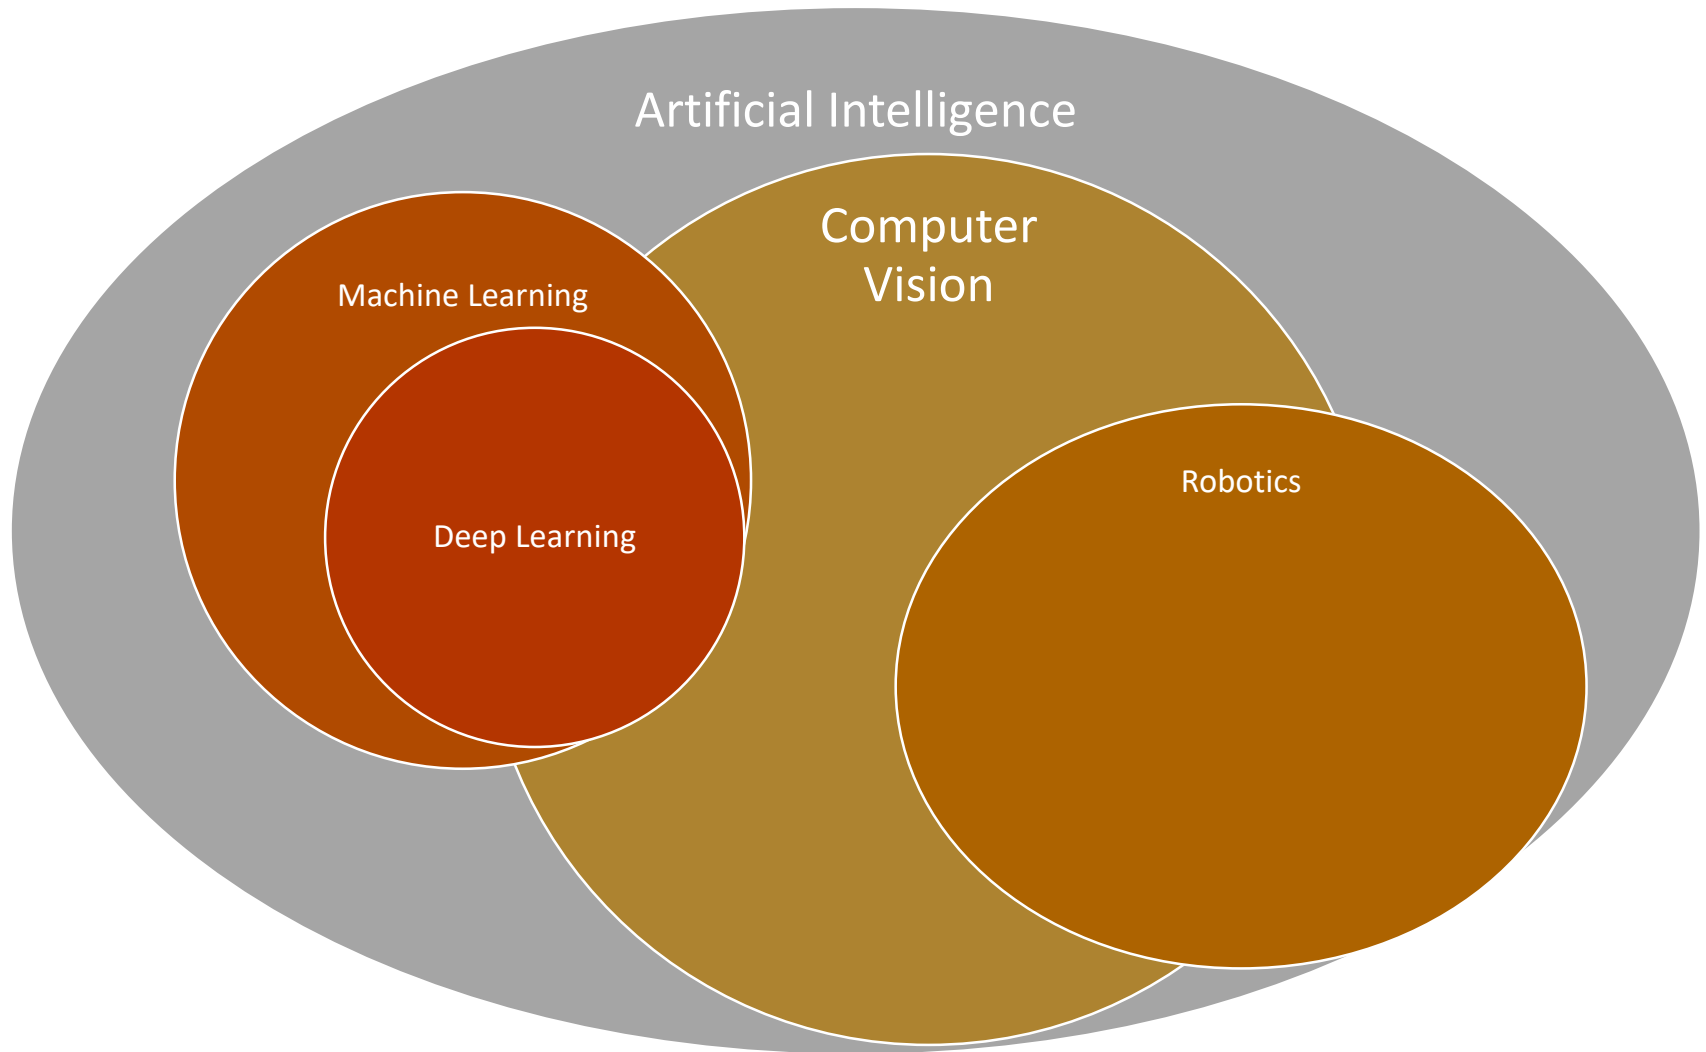 Artificial Intelligence
Computer
Vision
Machine Learning
Robotics
Deep Learning